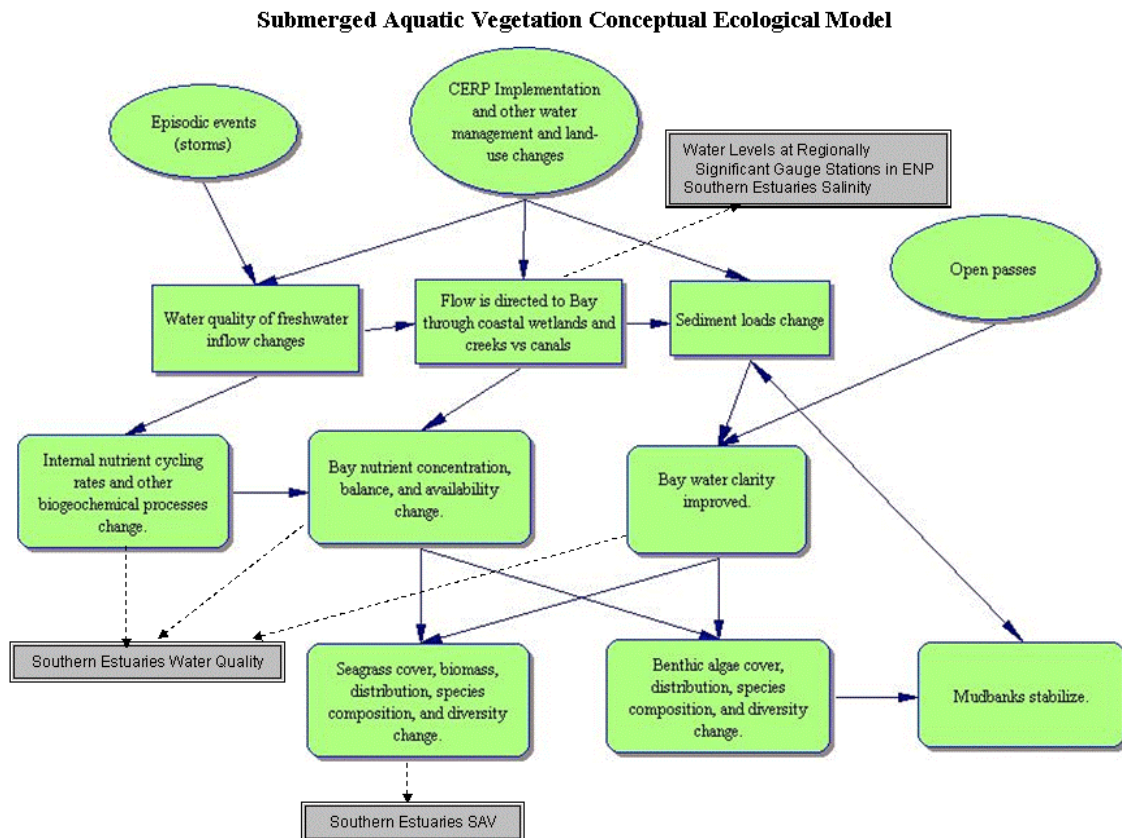 Submerged Aquatic Vegetation Conceptual Ecological Model
CERP Implementation
and other water
management and land-
use changes
Episodic events
(storms)
Water Levels at Regionally
Significant Gauge Stations in ENP
Southern Estuaries Salinity
Open passes
Water quality of freshwater
inflow changes
Flow is directed to Bay
through coastal wetlands and
creeks vs canals
Sediment loads change
Internal nutrient cycling
rates and other
biogeochemical processes
change.
Bay nutrient concentration,
balance, and availability
change.
Bay water clarity
improved.
Southern Estuaries Water Quality
Seagrass cover, biomass,
distribution, species
composition, and diversity
change.
Benthic algae cover,
distribution, species
composition, and diversity
change.
Mudbanks stabilize.
Southern Estuaries SAV